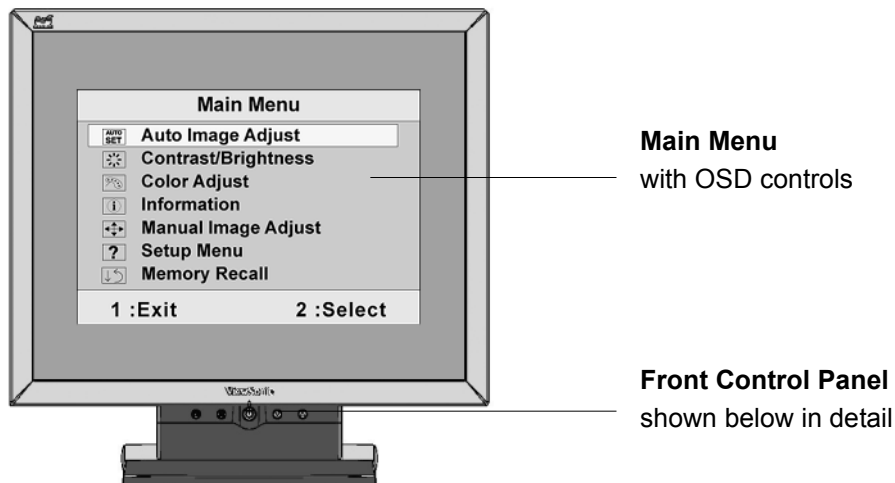 Main Menu
AUTO SET
Auto Image Adjust
Contrast/Brightness
Color Adjust
Information
Manual Image Adjust
? Setup Menu
Memory Recall
1 :Exit 2 :Select
ViewSonic
Main Menu
with OSD controls
Front Control Panel
shown below in detail